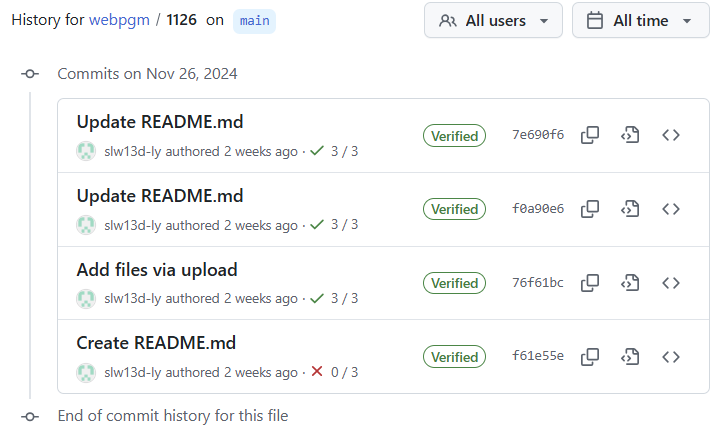 History for webpgm / 1126 on main
All users
All time
Commits on Nov 26, 2024
Update README.md
Verified
7e690f6
slw13d-ly authored 2 weeks ago · 3 / 3
Update README.md
Verified
f0a90e6
slw13d-ly authored 2 weeks ago · 3 / 3
Add files via upload
Verified
76f61bc
slw13d-ly authored 2 weeks ago · 3 / 3
Create README.md
Verified
f61e55e
slw13d-ly authored 2 weeks ago · 0 / 3
End of commit history for this file